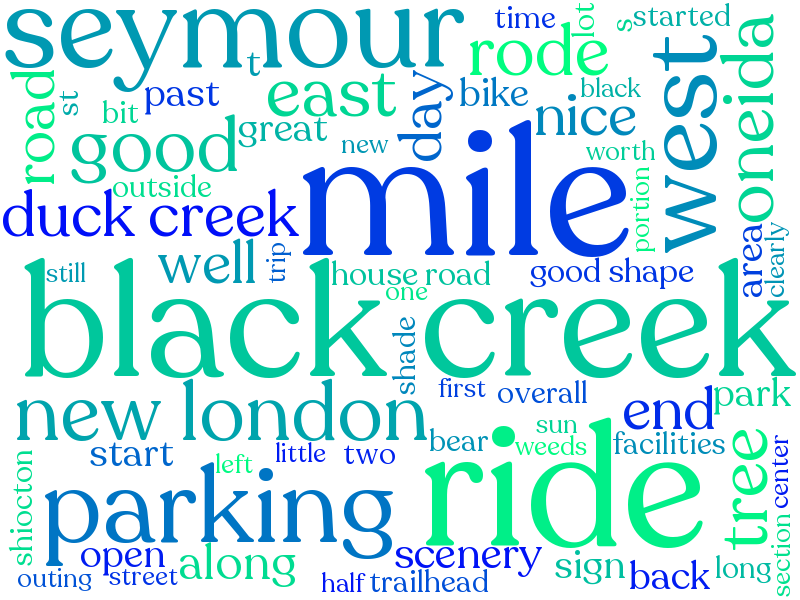 seymour
t
time
lot
s
started
rode
west
oneida
road
st
bit
past
east
day
bike
black
nice
good
great
new
worth
outside
portion
mile
duck creek
well
trip
area
clearly
still
house road
good shape
one
black creek
shade
first
overall
park
new london
end
sun
bear
weeds
facilities
tree
center
start
left
little
two
shiocton
parking
ride
open
along
scenery
sign
back
long
section
outing
street
half
trailhead